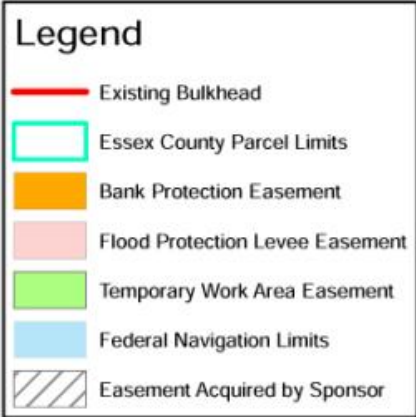 Legend
Existing Bulkhead
Essex County Parcel Limits
Bank Protection Easement
Flood Protection Levee Easement
Temporary Work Area Easement
Federal Navigation Limits
Easement Acquired by Sponsor